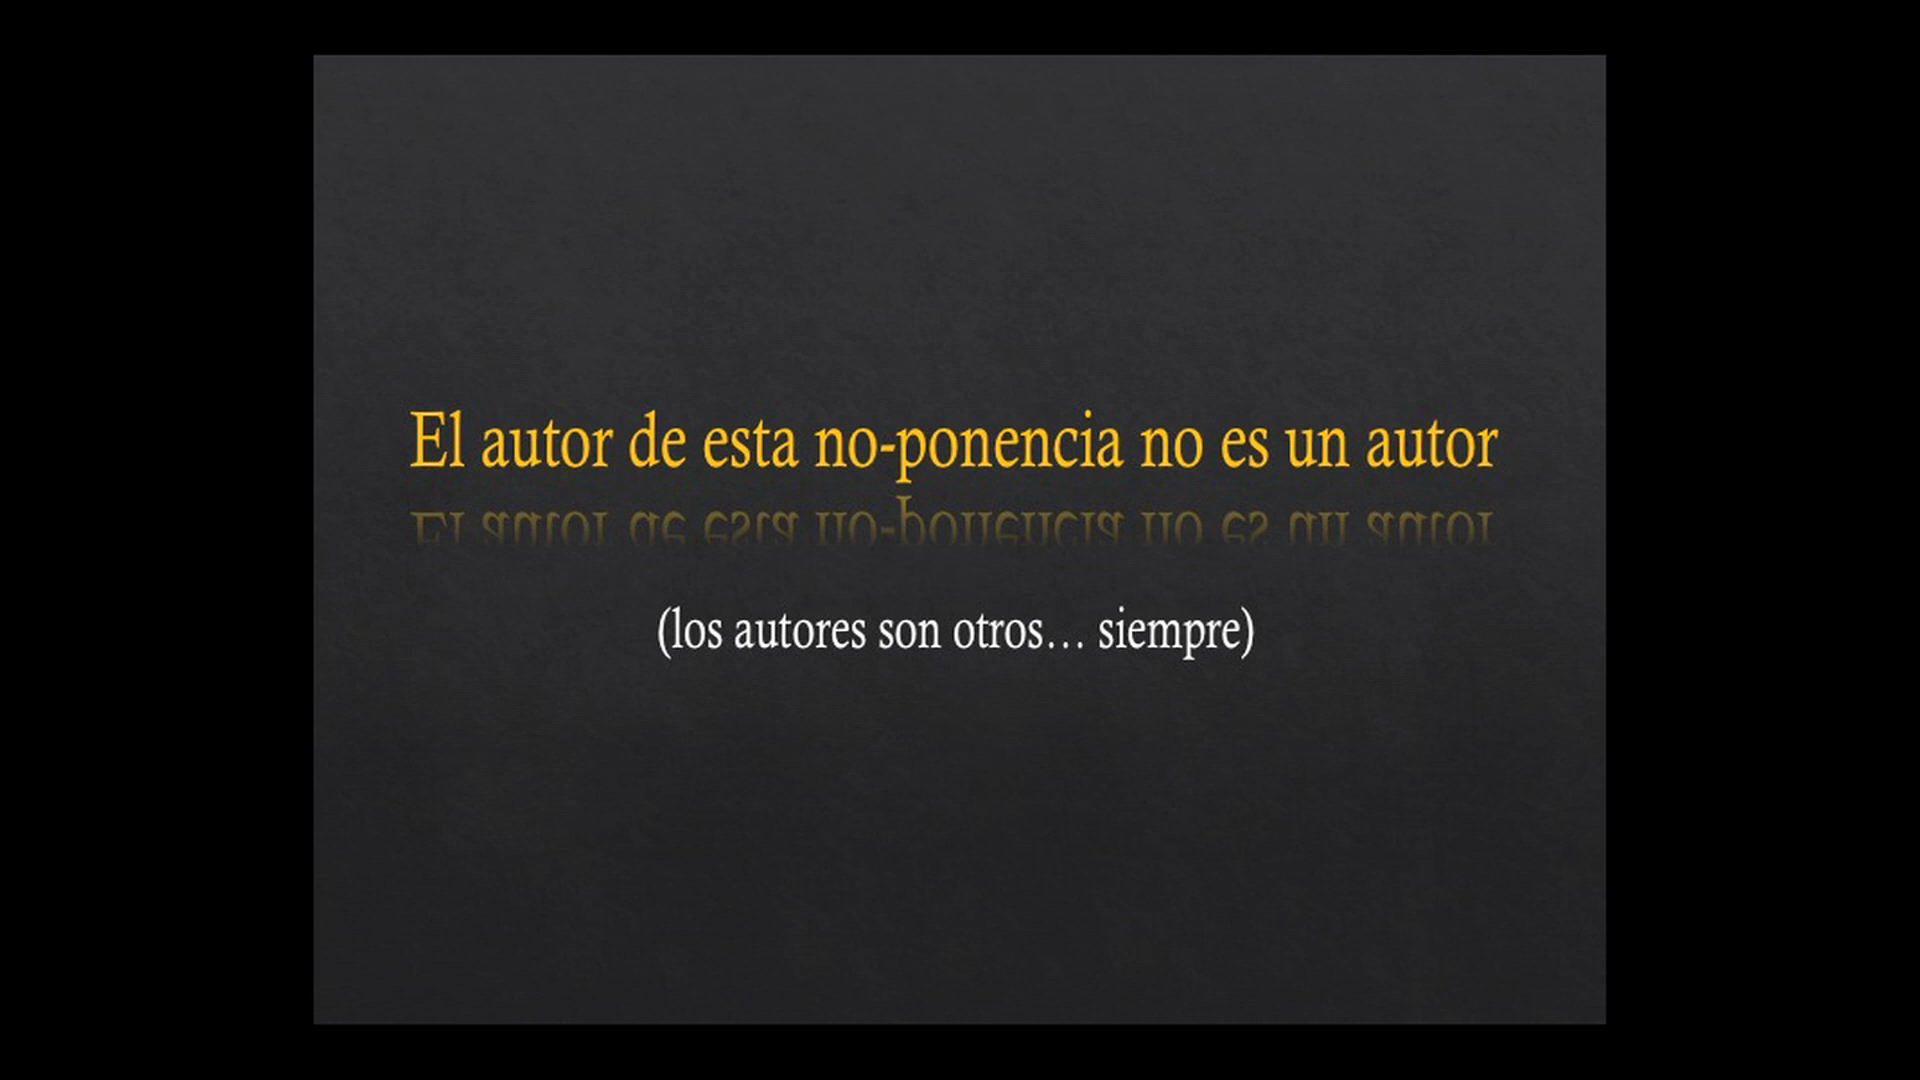 El autor de esta no-ponencia no es un autor
(los autores son otros… siempre)